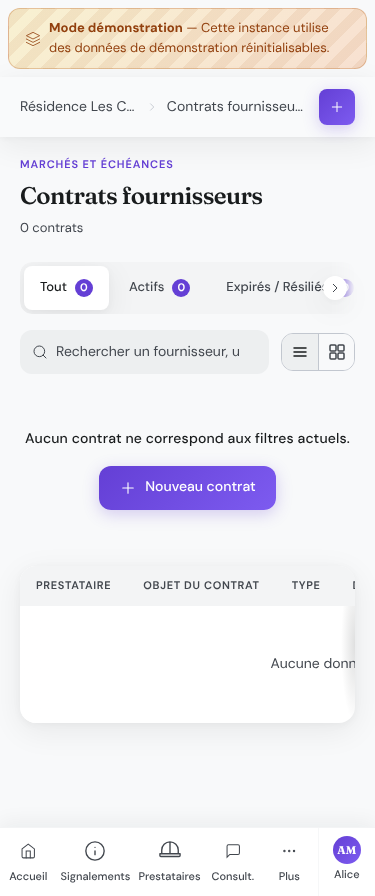 Mode démonstration — Cette instance utilise
des données de démonstration réinitialisables.
Résidence Les C... Contrats fournisseu...
MARCHÉS ET ÉCHÉANCES
Contrats fournisseurs
0 contrats
Tout 0 Actifs 0 Expirés / Résilié
Rechercher un fournisseur, u
Aucun contrat ne correspond aux filtres actuels.
Nouveau contrat
PRESTATAIRE OBJET DU CONTRAT TYPE
Aucune donn
AM
Accueil Signalements Prestataires Consult. Plus Alice